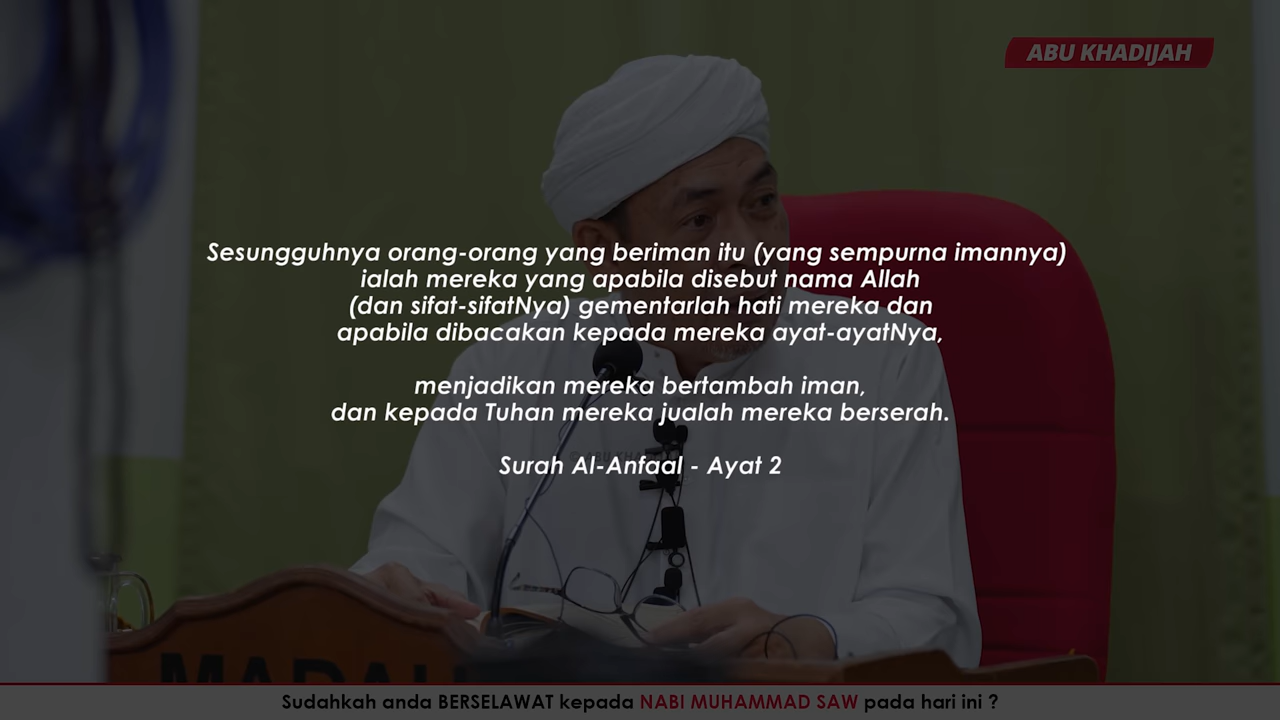 ABU KHADIJAH
Sesungguhnya orang-orang yang beriman itu (yang sempurna imannya)
ialah mereka yang apabila disebut nama Allah
(dan sifat-sifatNya) gementarlah hati mereka dan
apabila dibacakan kepada mereka ayat-ayatNya,
menjadikan mereka bertambah iman,
dan kepada Tuhan mereka jualah mereka berserah.
Surah Al-Anfaal - Ayat 2
Sudahkah anda BERSELAWAT kepada NABI MUHAMMAD SAW pada hari ini ?